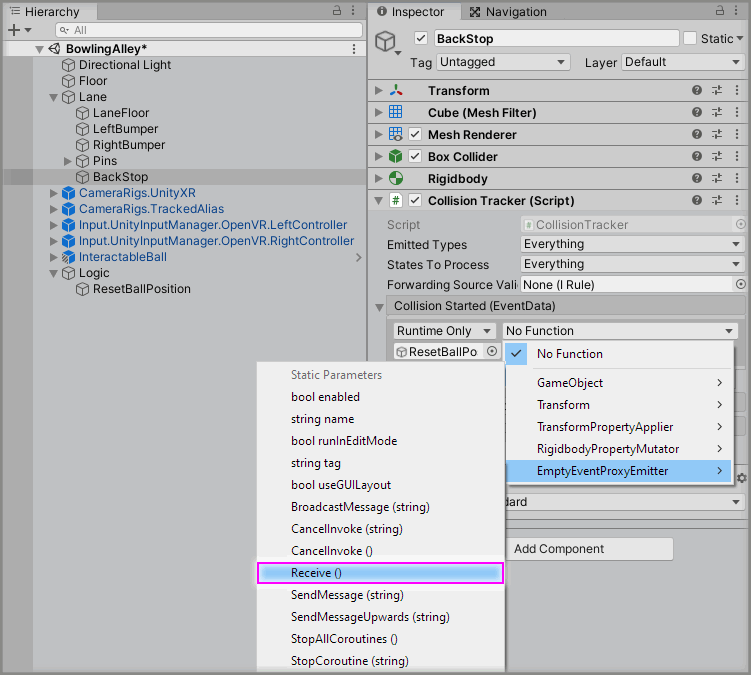 Hierarchy
All
BowlingAlley*
Directional Light
Floor
Lane
LaneFloor
LeftBumper
RightBumper
Pins
BackStop
CameraRigs.UnityXR
CameraRigs.TrackedAlias
Input.UnityInputManager.OpenVR.LeftController
Input.UnityInputManager.OpenVR.RightController
InteractableBall
Logic
ResetBallPosition
Inspector
Navigation
BackStop
Static
Tag Untagged Layer Default
Transform
Cube (Mesh Filter)
Mesh Renderer
Box Collider
Rigidbody
# Collision Tracker (Script)
Script # CollisionTracker
Emitted Types Everything
States To Process Everything
Forwarding Source Vali None (I Rule)
Collision Started (EventData)
Runtime Only No Function
ResetBallPo
No Function
GameObject
Transform
TransformPropertyApplier
RigidbodyPropertyMutator
EmptyEventProxyEmitter
dard
Add Component
Static Parameters
bool enabled
string name
bool runInEditMode
string tag
bool useGUILayout
BroadcastMessage (string)
CancelInvoke (string)
CancelInvoke ()
Receive ()
SendMessage (string)
SendMessageUpwards (string)
StopAllCoroutines ()
StopCoroutine (string)